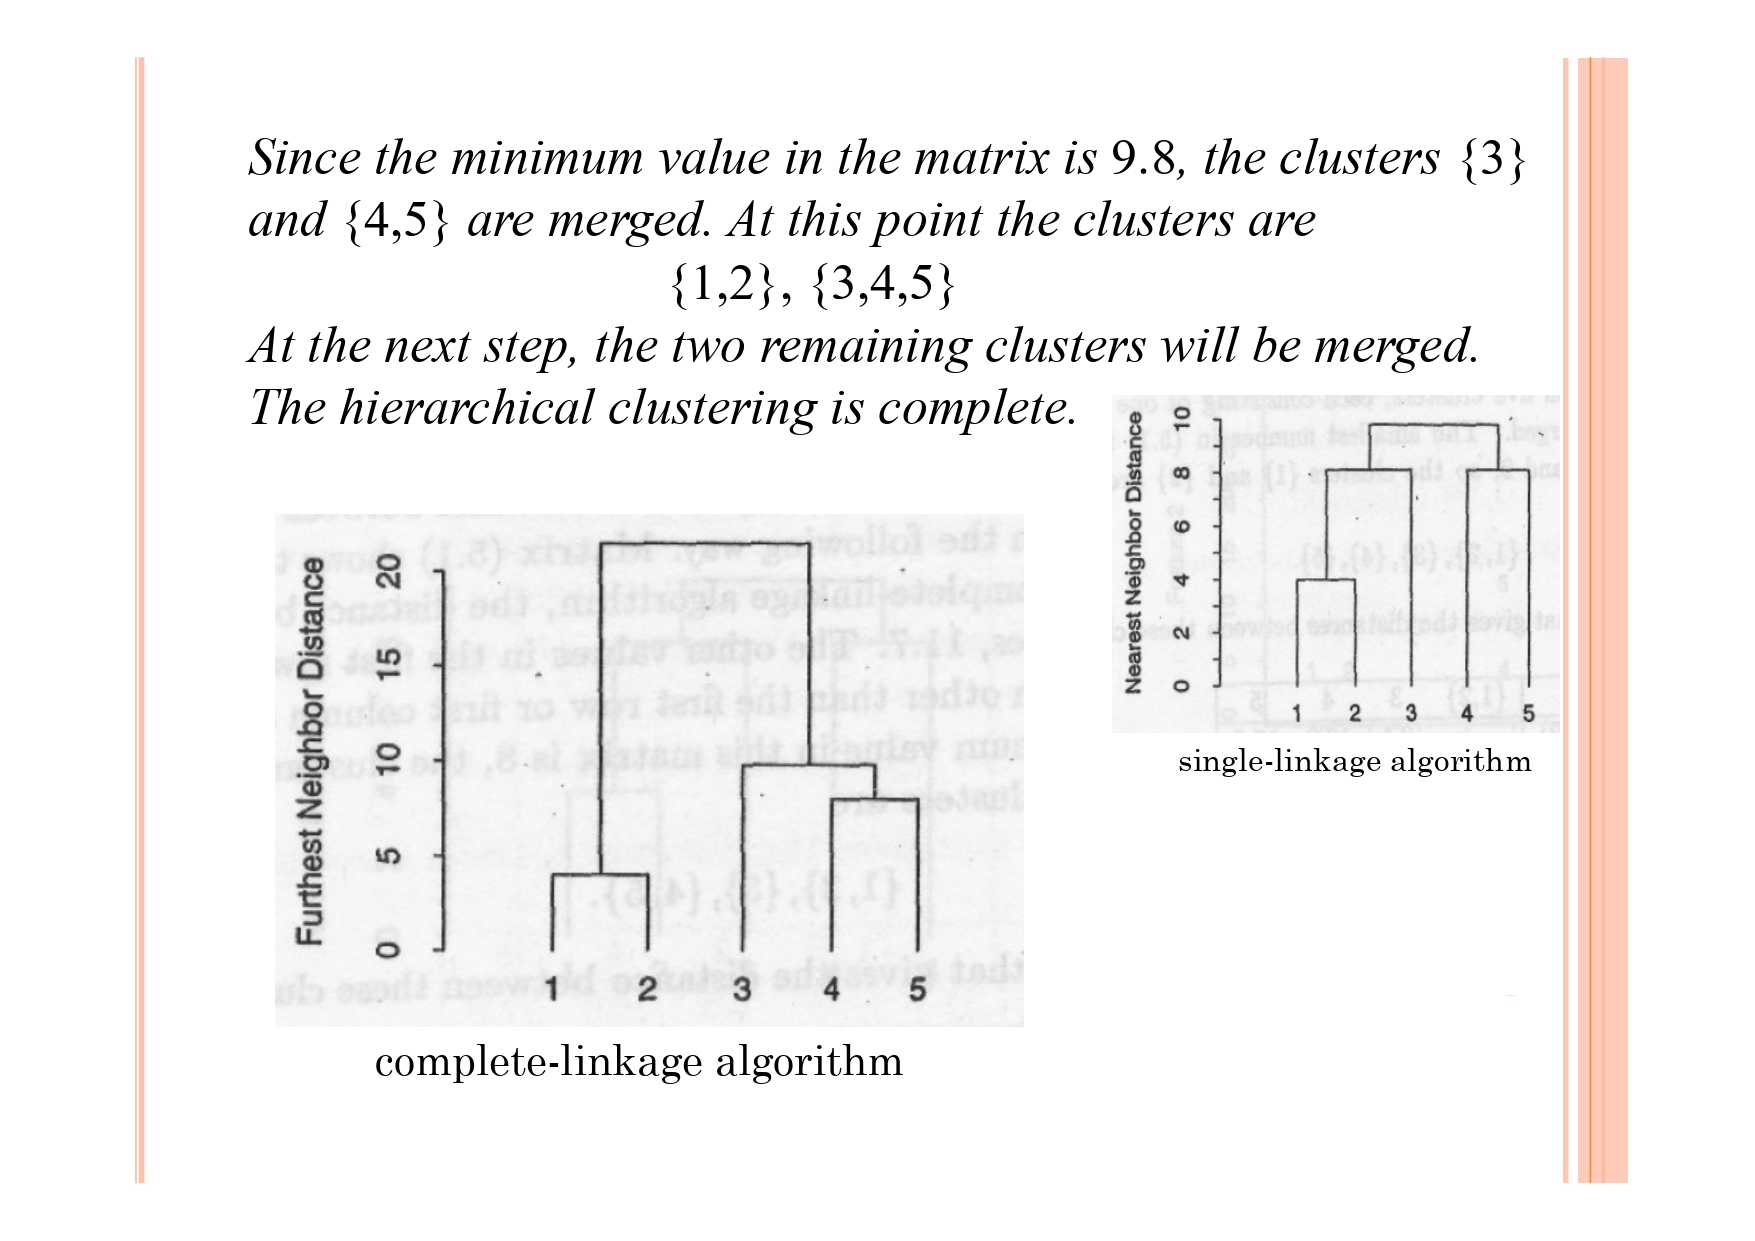 Since the minimum value in the matrix is 9.8, the clusters {3}
and {4,5} are merged. At this point the clusters are
{1,2}, {3,4,5}
At the next step, the two remaining clusters will be merged.
The hierarchical clustering is complete.
Nearest Neighbor Distance
10
8
6
4
2
0
1 2 3 4 5
single-linkage algorithm
Furthest Neighbor Distance
20
15
10
5
0
1 2 3 4 5
complete-linkage algorithm